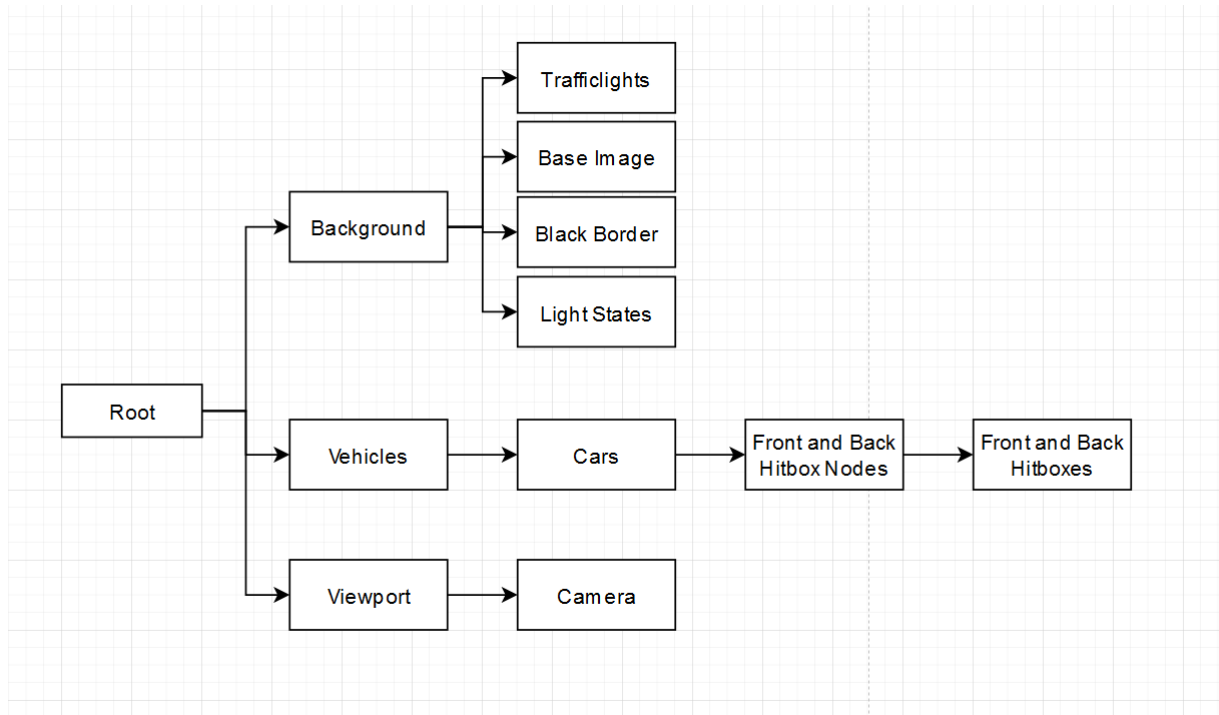 Trafficlights
Base Image
Background
Black Border
Light States
Root
Vehicles
Cars
Front and Back
Hitbox Nodes
Front and Back
Hitboxes
Viewport
Camera